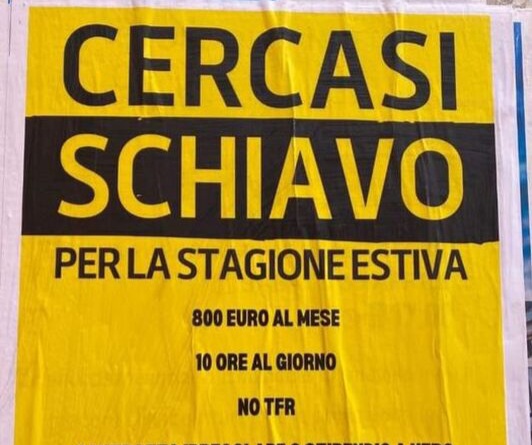 CERCASI
SCHIAVO
PER LA STAGIONE ESTIVA
800 EURO AL MESE
10 ORE AL GIORNO
NO TFR